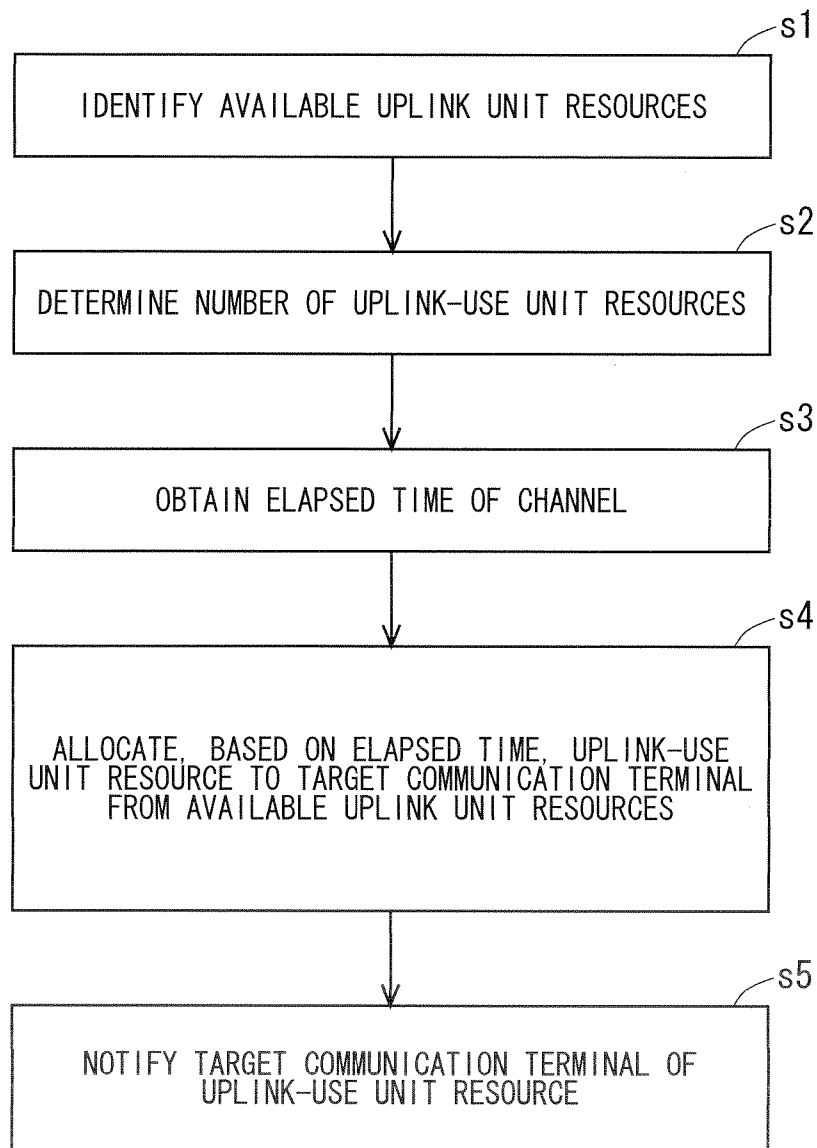 s1
IDENTIFY AVAILABLE UPLINK UNIT RESOURCES
s2
DETERMINE NUMBER OF UPLINK-USE UNIT RESOURCES
s3
OBTAIN ELAPSED TIME OF CHANNEL
s4
ALLOCATE, BASED ON ELAPSED TIME, UPLINK-USE
UNIT RESOURCE TO TARGET COMMUNICATION TERMINAL
FROM AVAILABLE UPLINK UNIT RESOURCES
s5
NOTIFY TARGET COMMUNICATION TERMINAL OF
UPLINK-USE UNIT RESOURCE